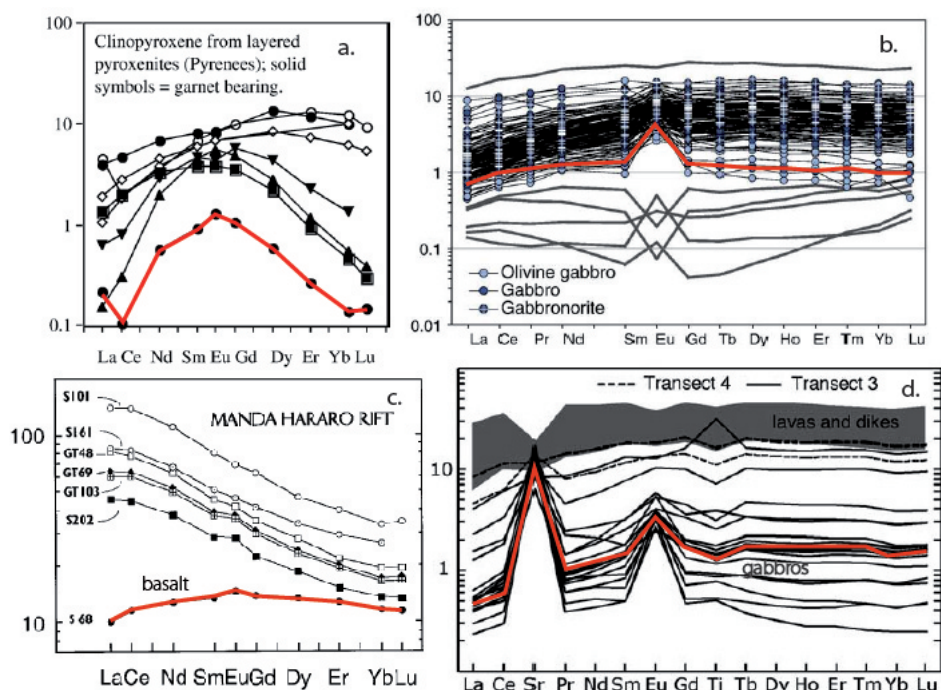 100
Clinopyroxene from layered
pyroxenites (Pyrenees); solid
symbols = garnet bearing.
a.
10
1
0.1
La Ce Nd Sm Eu Gd Dy Er Yb Lu
100
b.
10
1
0.1
Olivine gabbro
Gabbro
Gabbronorite
0.01
La Ce Pr Nd Sm Eu Gd Tb Dy Ho Er Tm Yb Lu
S101
c.
MANDA HARARO RIFT
100
S161
GT48
GT69
GT103
S202
basalt
S 68
10
La Ce Nd Sm Eu Gd Dy Er Yb Lu
Transect 4
Transect 3
d.
lavas and dikes
10
1
gabbros
La Ce Sr Pr Nd Sm Eu Gd Ti Tb Dy Ho Er Tm Yb Lu